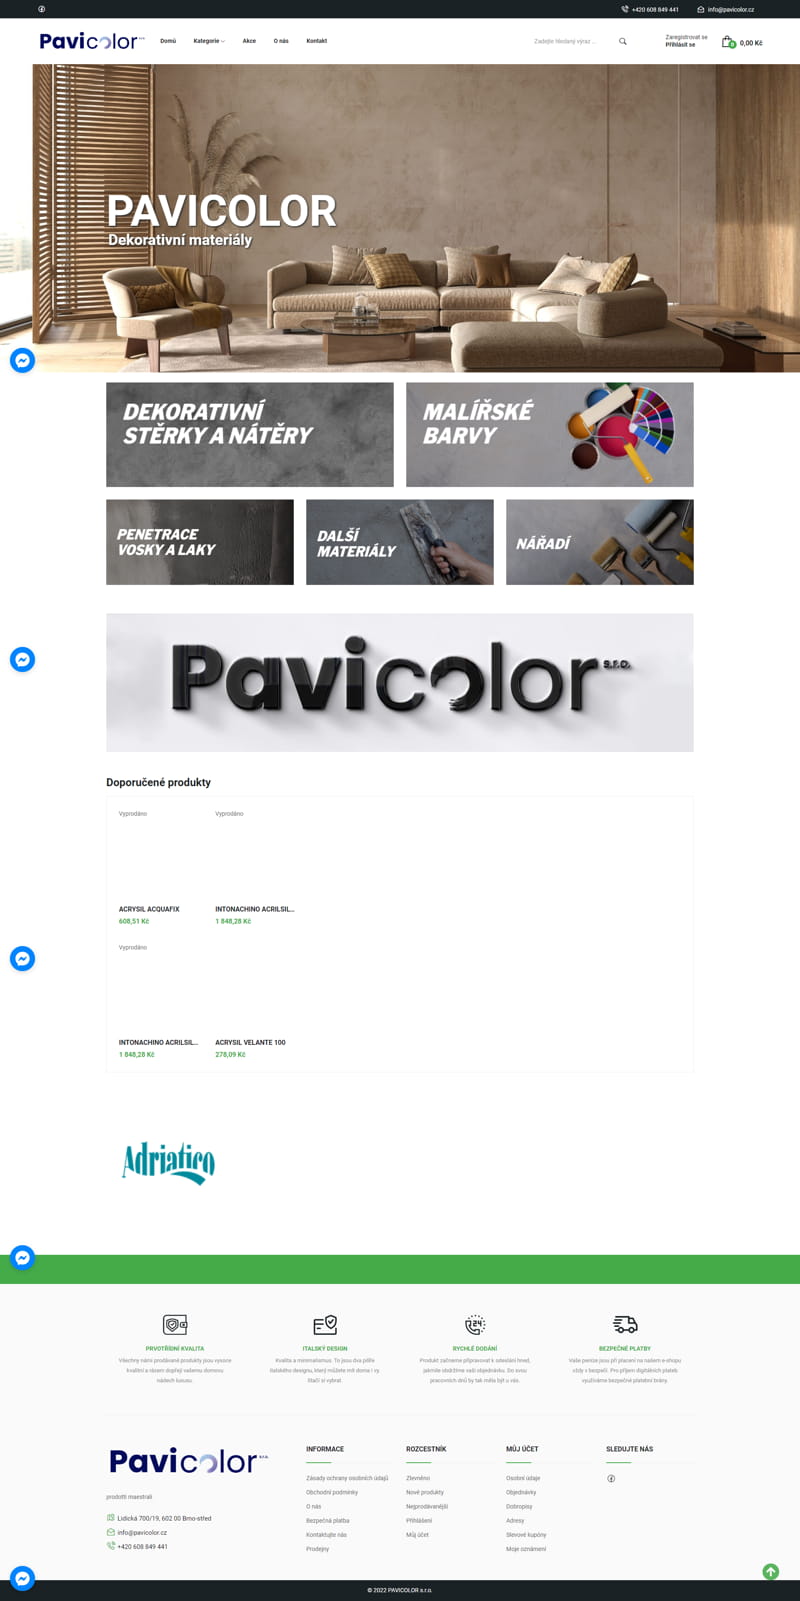 +420 608 849 441
info@pavicolor.cz
Pavicolor s.r.o.
Domů
Kategorie
Akce
O nás
Kontakt
Zadejte hledaný výraz ...
Zaregistrovat se
Přihlásit se
0
0,00 Kč
PAVICOLOR
Dekorativní materiály
DEKORATIVNÍ
STĚRKY A NÁTĚRY
MALÍŘSKÉ
BARVY
PENETRACE
VOSKY A LAKY
DALŠÍ
MATERIÁLY
NÁŘADÍ
Pavicolor s.r.o.
Doporučené produkty
Vyprodáno
Vyprodáno
ACRYSIL ACQUAFIX
INTONACHINO ACRILSIL...
608,51 Kč
1 848,28 Kč
Vyprodáno
INTONACHINO ACRILSIL...
ACRYSIL VELANTE 100
1 848,28 Kč
278,09 Kč
Adriatico
PRVOTŘÍDNÍ KVALITA
Všechny námi prodávané produkty jsou vysoce
kvalitní a vbsem dopřejí vašemu domovu
nádech luxusu.
ITALSKÝ DESIGN
Kvalita a minimalismus. To jsou dva pilíře
italského designu, který můžete mít doma i vy.
Stačí si vybrat.
24
RYCHLÉ DODÁNÍ
Produkt začneme připravovat k odeslání hned,
jakmile obdržíme vaši objednávku. Do dvou
pracovních dnů by tak měla být u vás.
BEZPEČNÉ PLATBY
Vaše peníze jsou při placení na našem e-shopu
vždy v bezpečí. Pro příjem digitálních plateb
využíváme bezpečné platební brány.
Pavicolor s.r.o.
prodotti maestrali
Lidická 700/19, 602 00 Brno-střed
info@pavicolor.cz
+420 608 849 441
INFORMACE
Zásady ochrany osobních údajů
Obchodní podmínky
O nás
Bezpečná platba
Kontaktujte nás
Prodejny
ROZCESTNÍK
Zlevněno
Nové produkty
Nejprodávanější
Přihlášení
Můj účet
MŮJ ÚČET
Osobní údaje
Objednávky
Dobropisy
Adresy
Slevové kupóny
Moje oznámení
SLEDUJTE NÁS
© 2022 PAVICOLOR s.r.o.